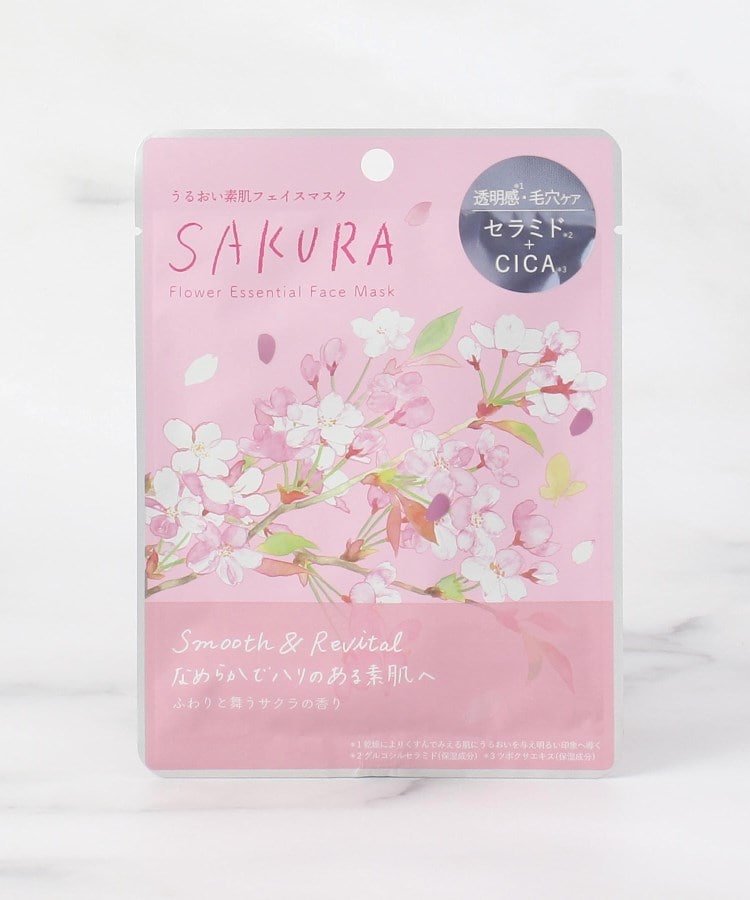 うるおい素肌フェイスマスク
SAKURA
Flower Essential Face Mask
*1
透明感・毛穴ケア
セラミド*2
+
CICA*3
Smooth & Revital
なめらかでハリのある素肌へ
ふわりと舞うサクラの香り
*1 乾燥によりくすんでみえる肌にうるおいを与え明るい印象へ導く
*2 グルコシルセラミド(保湿成分) *3 ツボクサエキス(保湿成分)